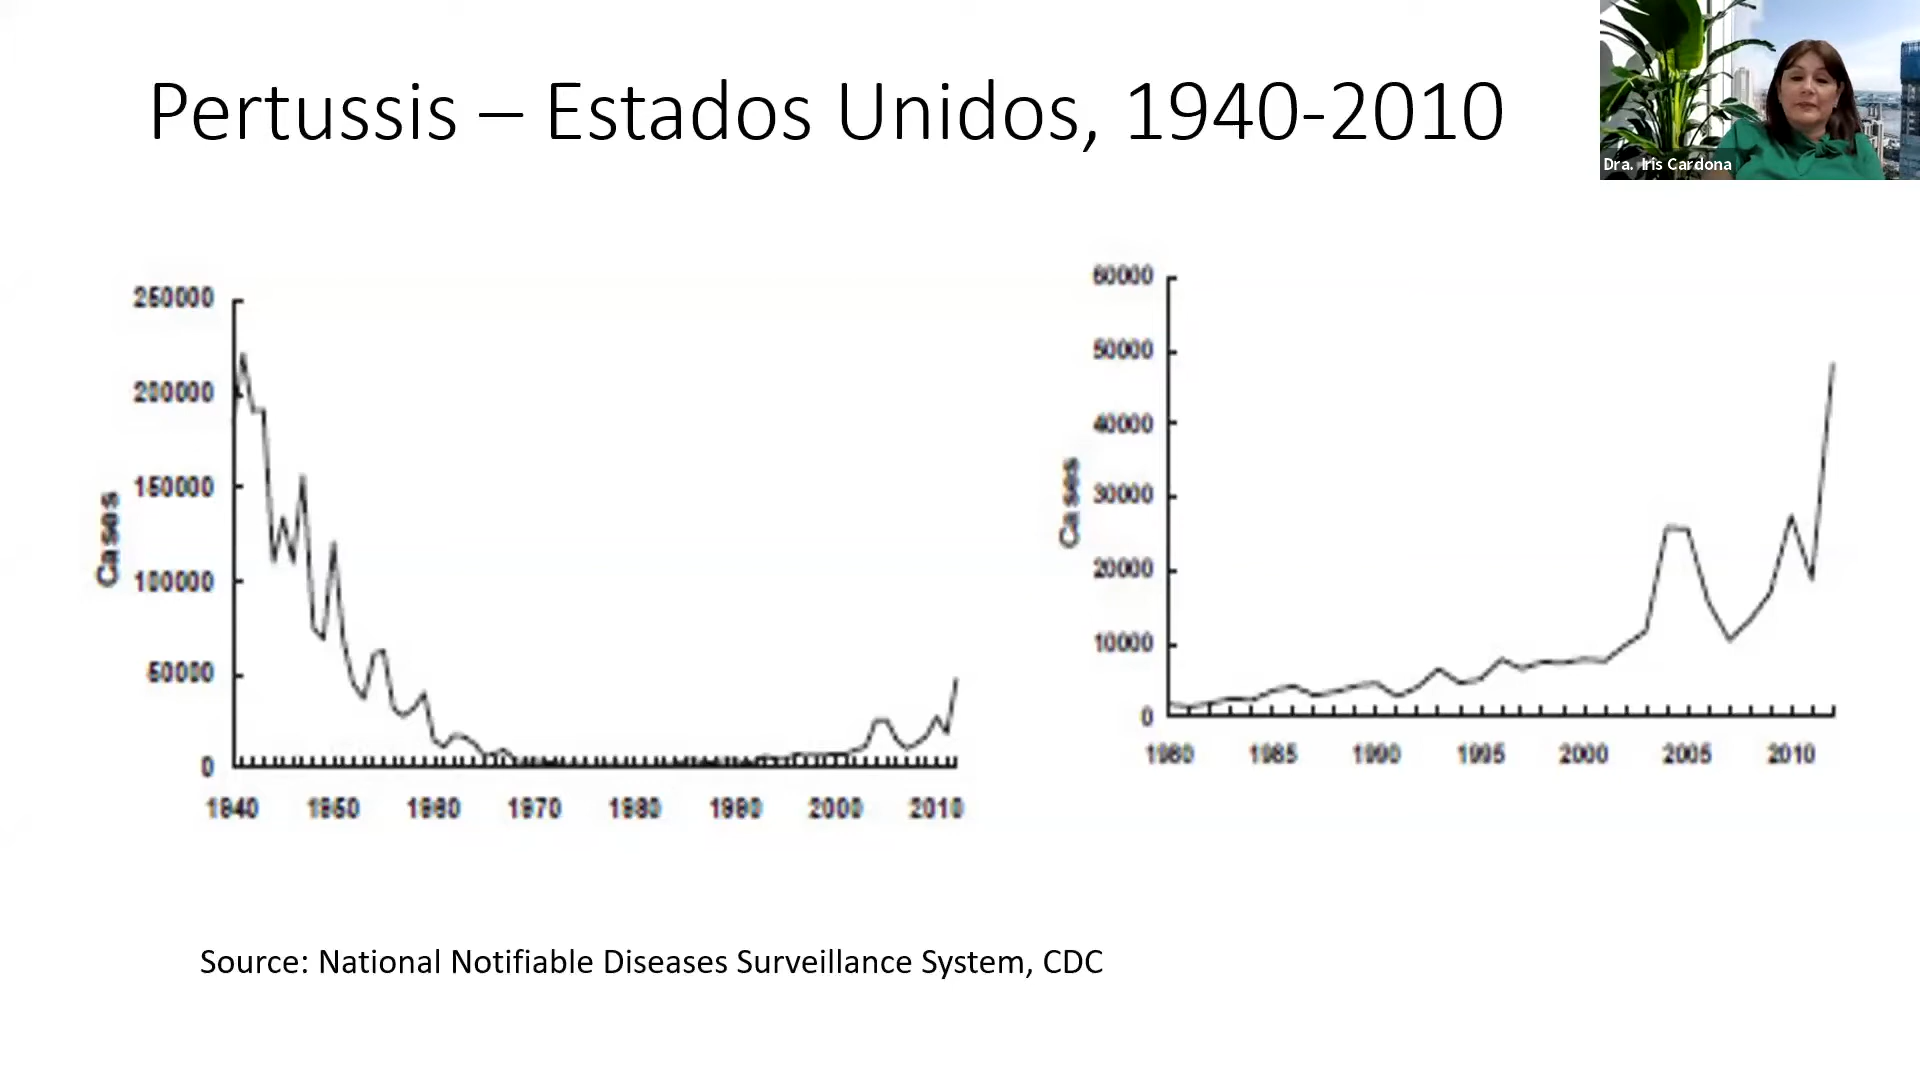 Pertussis – Estados Unidos, 1940-2010
Dra. Iris Cardona
250000
200000
150000
100000
50000
0
Cases
1940 1950 1960 1970 1980 1990 2000 2010
60000
50000
40000
30000
20000
10000
0
Cases
1980 1985 1990 1995 2000 2005 2010
Source: National Notifiable Diseases Surveillance System, CDC